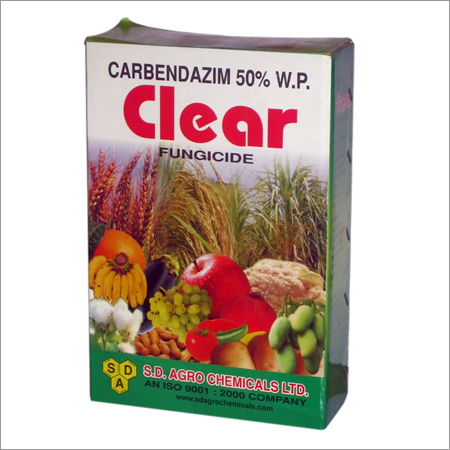 CARBENDAZIM 50% W.P.
Clear
FUNGICIDE
S D
A
S.D. AGRO CHEMICALS LTD.
AN ISO 9001 : 2000 COMPANY
www.sdagrochemicals.com